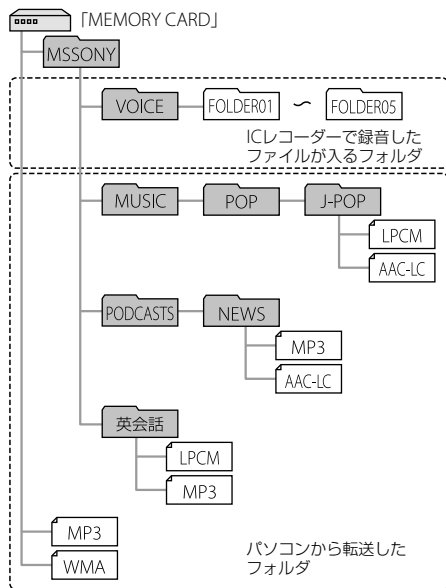 「MEMORY CARD」
MSSONY
VOICE
FOLDER01
～
FOLDER05
ICレコーダーで録音した
ファイルが入るフォルダ
MUSIC
POP
J-POP
LPCM
AAC-LC
PODCASTS
NEWS
MP3
AAC-LC
英会話
LPCM
MP3
MP3
WMA
パソコンから転送した
フォルダ